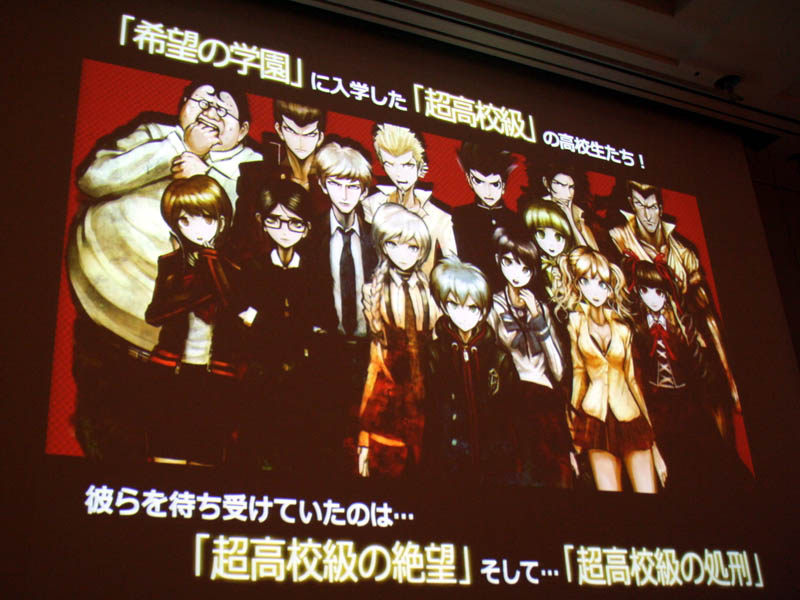 「希望の学園」に入学した「超高校級」の高校生たち！
彼らを待ち受けていたのは…
「超高校級の絶望」そして…「超高校級の処刑」